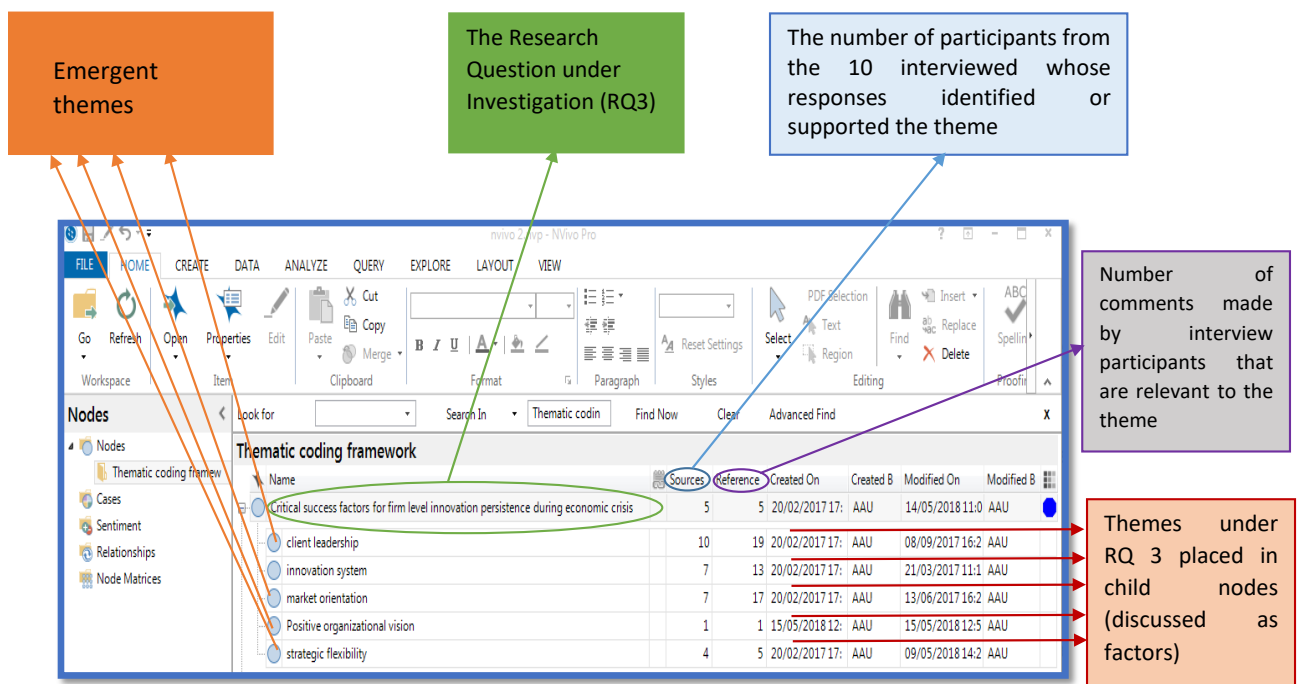 Emergent
themes
The Research
Question under
Investigation (RQ3)
The number of participants from
the 10 interviewed whose
responses identified or
supported the theme
Number of
comments made
by interview
participants that
are relevant to the
theme
Themes under
RQ 3 placed in
child nodes
(discussed as
factors)
nvivo 2. vp - NVivo Pro
FILE HOME CREATE DATA ANALYZE QUERY EXPLORE LAYOUT VIEW
Go Refresh Open Properties Edit Paste Cut Copy Merge
B I U A
Reset Settings
Select PDF Selection Text Region
Find Insert Replace Delete
ABC Spellin
Workspace Item Clipboard Format Paragraph Styles Editing Proofin
Nodes
Look for Search In Thematic codin Find Now Clear Advanced Find X
Nodes
Thematic coding framew
Cases
Sentiment
Relationships
Node Matrices
Thematic coding framework
Name Sources Reference Created On Created B Modified On Modified B
Critical success factors for firm level innovation persistence during economic crisis 5 5 20/02/2017 17: AAU 14/05/2018 11:0 AAU
client leadership 10 19 20/02/2017 17: AAU 08/09/2017 16:2 AAU
innovation system 7 13 20/02/2017 17: AAU 21/03/2017 11:1 AAU
market orientation 7 17 20/02/2017 17: AAU 13/06/2017 16:2 AAU
Positive organizational vision 1 1 15/05/2018 12: AAU 15/05/2018 12:5 AAU
strategic flexibility 4 5 20/02/2017 17: AAU 09/05/2018 14:2 AAU